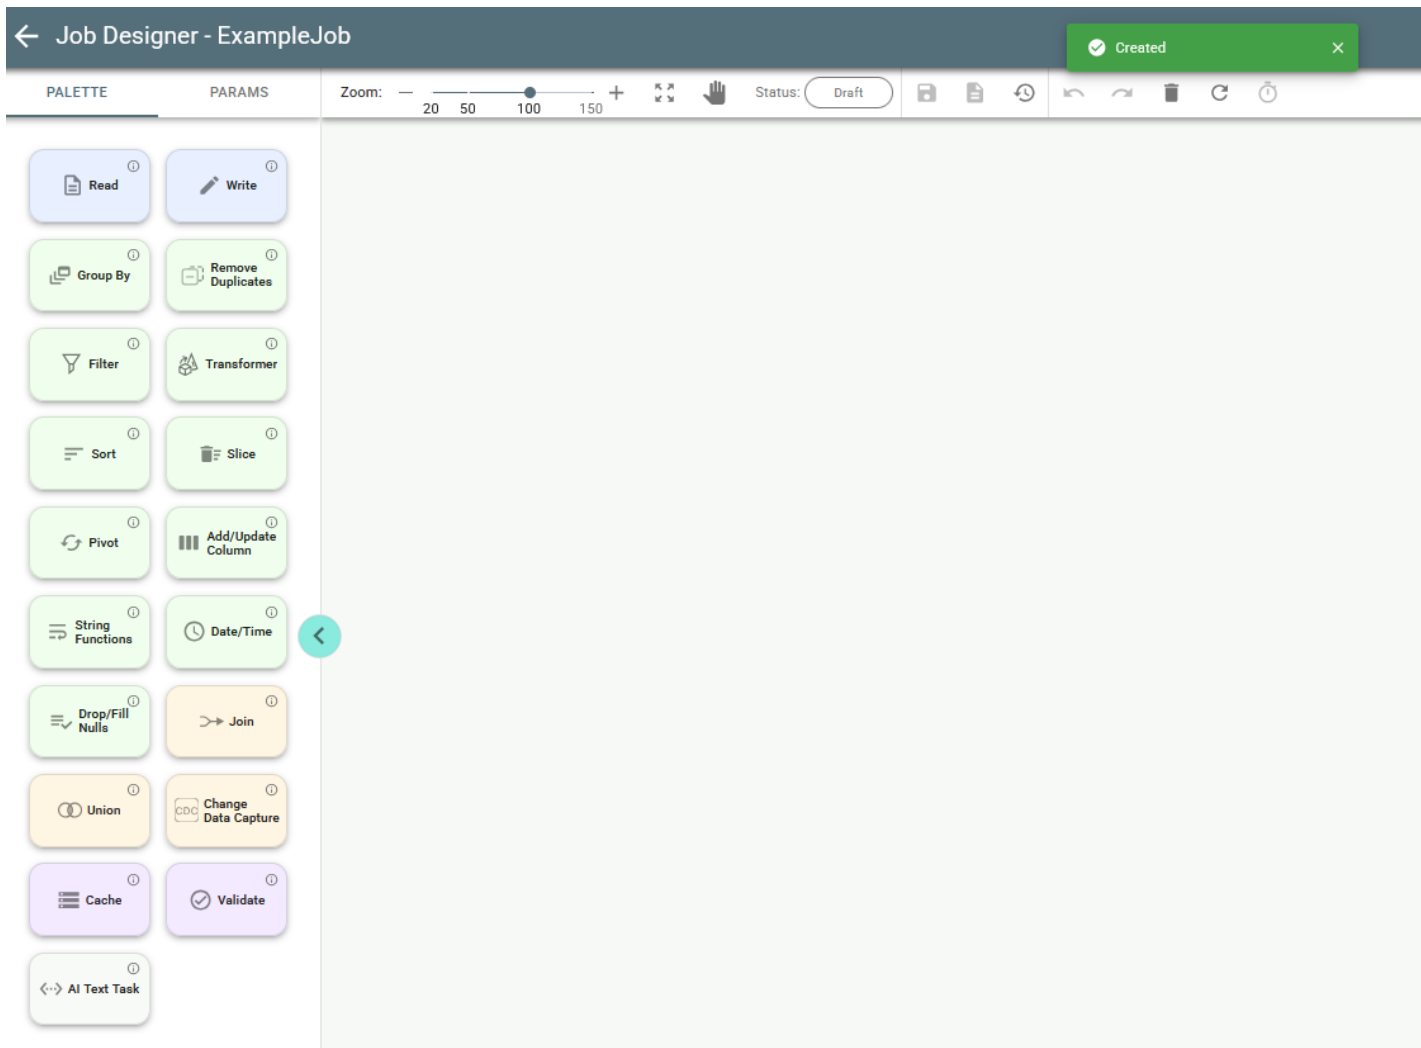 Job Designer - ExampleJob
Created
PALETTE
PARAMS
Zoom:
20
50
100
150
Status:
Draft
Read
Write
Group By
Remove
Duplicates
Filter
Transformer
Sort
Slice
Pivot
Add/Update
Column
String
Functions
Date/Time
Drop/Fill
Nulls
Join
Union
CDC
Change
Data Capture
Cache
Validate
AI Text Task